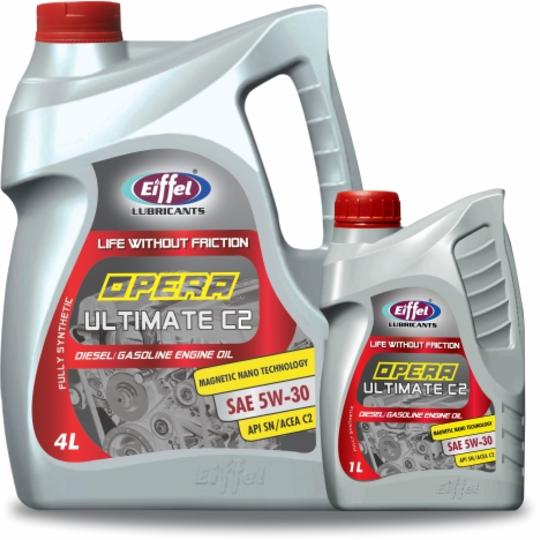 Eiffel
LUBRICANTS
LIFE WITHOUT FRICTION
OPERA
ULTIMATE C2
DIESEL/GASOLINE ENGINE OIL
FULLY SYNTHETIC
MAGNETIC NANO TECHNOLOGY
SAE 5W-30
API SN/ACEA C2
4L
Eiffel
Eiffel
LUBRICANTS
LIFE WITHOUT FRICTION
OPERA
ULTIMATE C2
DIESEL/GASOLINE ENGINE OIL
FULLY SYNTHETIC
MAGNETIC NANO TECHNOLOGY
SAE 5W-30
API SN/ACEA C2
1L
Eiffel